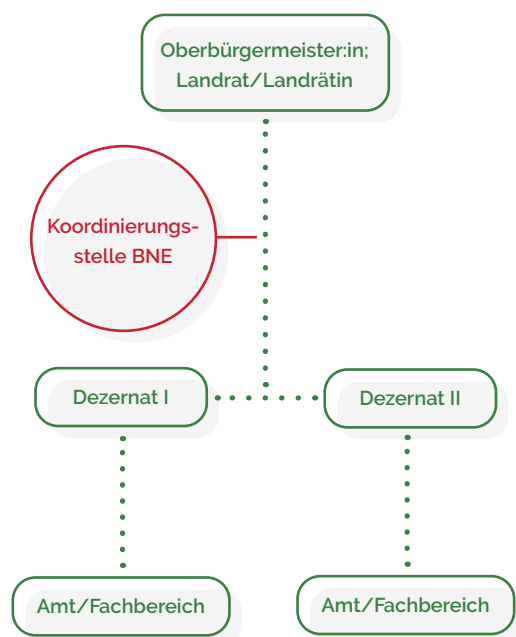 Oberbürgermeister:in;
Landrat/Landrätin
Koordinierungs-
stelle BNE
Dezernat I
Dezernat II
Amt/Fachbereich
Amt/Fachbereich